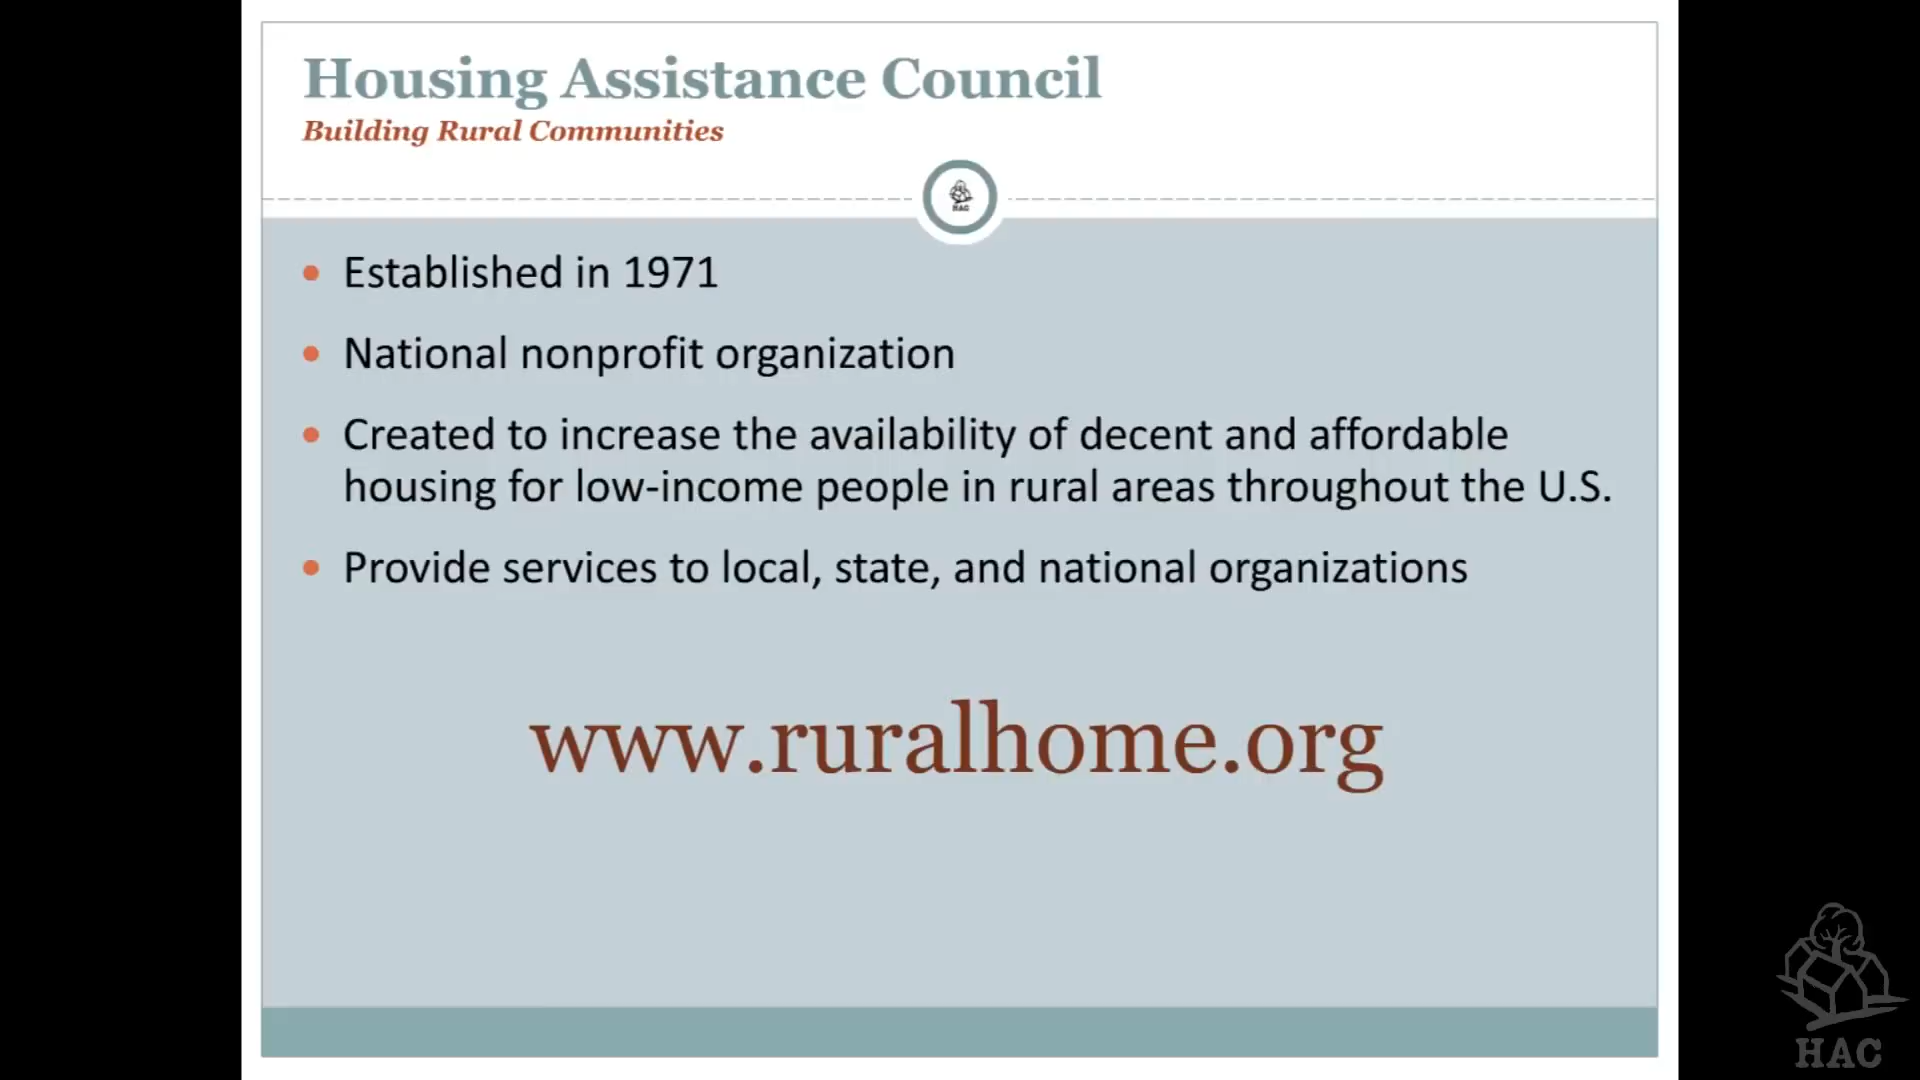 Housing Assistance Council
Building Rural Communities
HAC
• Established in 1971
• National nonprofit organization
• Created to increase the availability of decent and affordable
housing for low-income people in rural areas throughout the U.S.
• Provide services to local, state, and national organizations
www.ruralhome.org
HAC